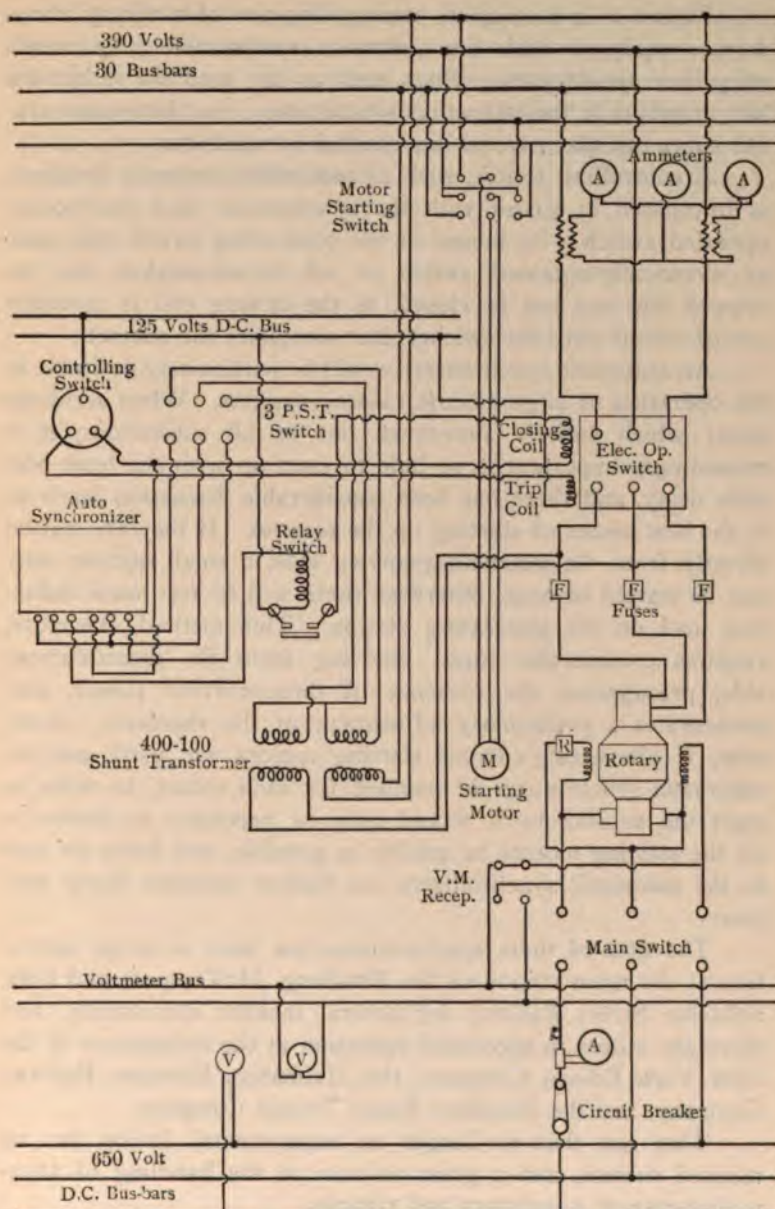 390 Volts
30 Bus-bars
Ammeters
A
A
A
Motor
Starting
Switch
125 Volts D.C. Bus
Controlling
Switch
3 P.S.T.
Switch
Closing
Coil
Elec. Op.
Switch
Trip
Coil
Auto
Synchronizer
Relay
Switch
F
F
F
Fuses
400-100
Shunt Transformer
M
Starting
Motor
R
Rotary
V.M.
Recep.
Main Switch
Voltmeter Bus
V
V
A
Circuit Breaker
650 Volt
D.C. Bus-bars